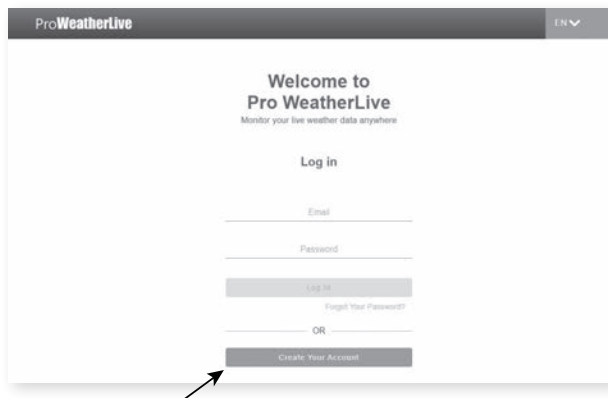 ProWeatherLive
EN
Welcome to
Pro WeatherLive
Monitor your live weather data anywhere
Log in
Email
Password
Log In
Forget Your Password?
OR
Create Your Account